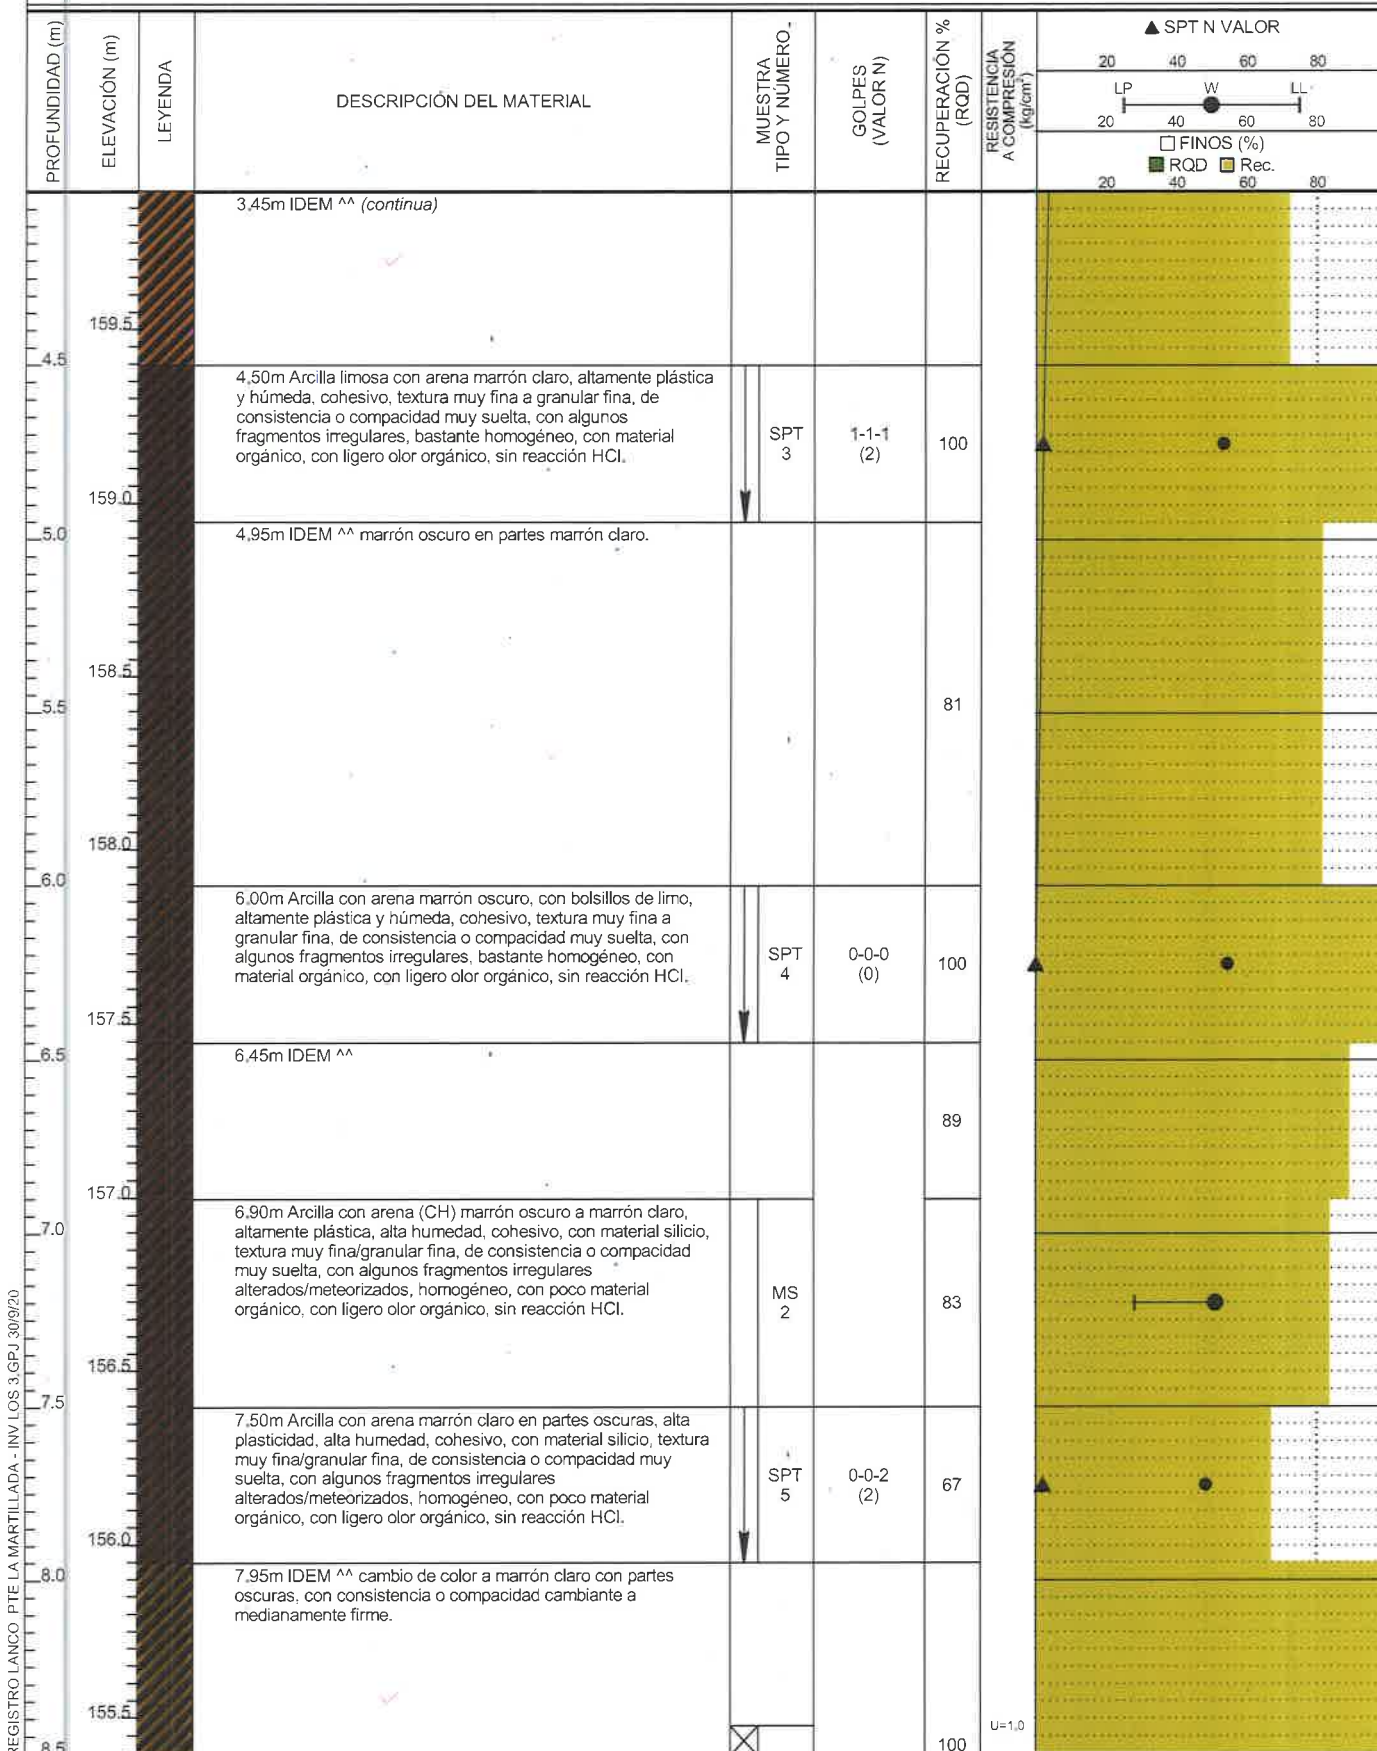 PROFUNDIDAD (m)
ELEVACIÓN (m)
LEYENDA
DESCRIPCIÓN DEL MATERIAL
MUESTRA
TIPO Y NÚMERO
GOLPES
(VALOR N)
RECUPERACIÓN %
(RQD)
RESISTENCIA
A COMPRESIÓN
(kg/cm²)
▲ SPT N VALOR
20 40 60 80
LP W LL
20 40 60 80
□ FINOS (%)
RQD Rec.
20 40 60 80
3,45m IDEM ^^ (continua)
159.5
4.5
4,50m Arcilla limosa con arena marrón claro, altamente plástica
y húmeda, cohesivo, textura muy fina a granular fina, de
consistencia o compacidad muy suelta, con algunos
fragmentos irregulares, bastante homogéneo, con material
orgánico, con ligero olor orgánico, sin reacción HCl.
SPT
3
1-1-1
(2)
100
159.0
5.0
4,95m IDEM ^^ marrón oscuro en partes marrón claro.
158.5
5.5
81
158.0
6.0
6,00m Arcilla con arena marrón oscuro, con bolsillos de limo,
altamente plástica y húmeda, cohesivo, textura muy fina a
granular fina, de consistencia o compacidad muy suelta, con
algunos fragmentos irregulares, bastante homogéneo, con
material orgánico, con ligero olor orgánico, sin reacción HCl.
SPT
4
0-0-0
(0)
100
157.5
6.5
6,45m IDEM ^^
89
157.0
7.0
6,90m Arcilla con arena (CH) marrón oscuro a marrón claro,
altamente plástica, alta humedad, cohesivo, con material silicio,
textura muy fina/granular fina, de consistencia o compacidad
muy suelta, con algunos fragmentos irregulares
alterados/meteorizados, homogéneo, con poco material
orgánico, con ligero olor orgánico, sin reacción HCl.
MS
2
83
156.5
7.5
7,50m Arcilla con arena marrón claro en partes oscuras, alta
plasticidad, alta humedad, cohesivo, con material silicio, textura
muy fina/granular fina, de consistencia o compacidad muy
suelta, con algunos fragmentos irregulares
alterados/meteorizados, homogéneo, con poco material
orgánico, con ligero olor orgánico, sin reacción HCl.
SPT
5
0-0-2
(2)
67
156.0
8.0
7,95m IDEM ^^ cambio de color a marrón claro con partes
oscuras, con consistencia o compacidad cambiante a
medianamente firme.
155.5
8.5
100
U=1,0
REGISTRO LANCO PTE LA MARTILLADA - INV LOS 3.GPJ 30/9/20